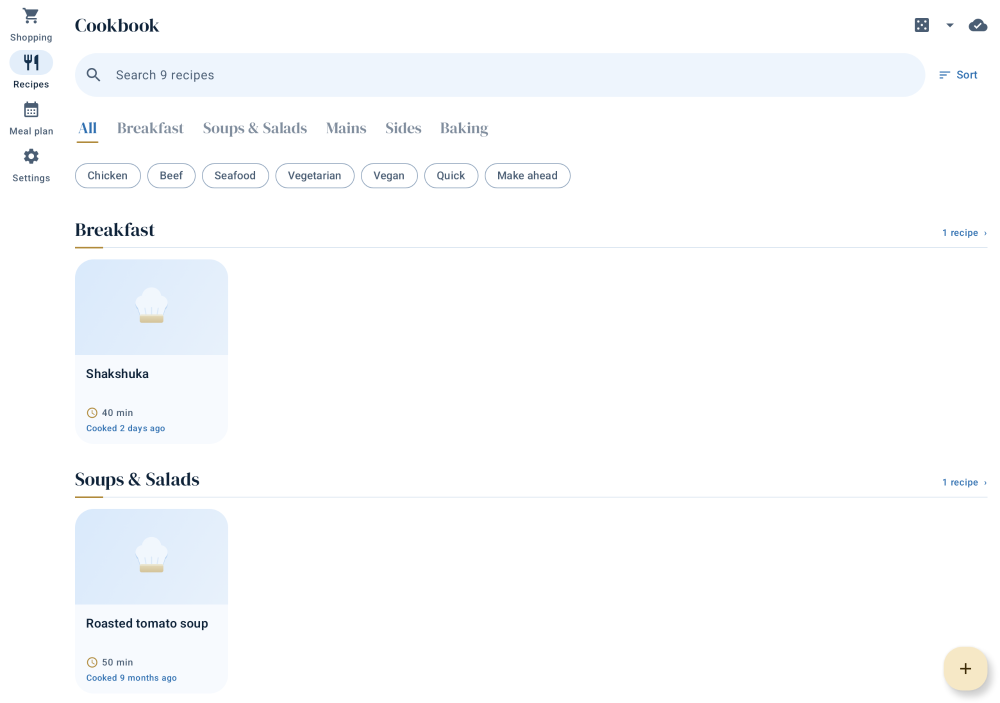 Shopping
Recipes
Meal plan
Settings
Cookbook
Search 9 recipes
Sort
All Breakfast Soups & Salads Mains Sides Baking
Chicken Beef Seafood Vegetarian Vegan Quick Make ahead
Breakfast
1 recipe ›
Shakshuka
40 min
Cooked 2 days ago
Soups & Salads
1 recipe ›
Roasted tomato soup
50 min
Cooked 9 months ago
+